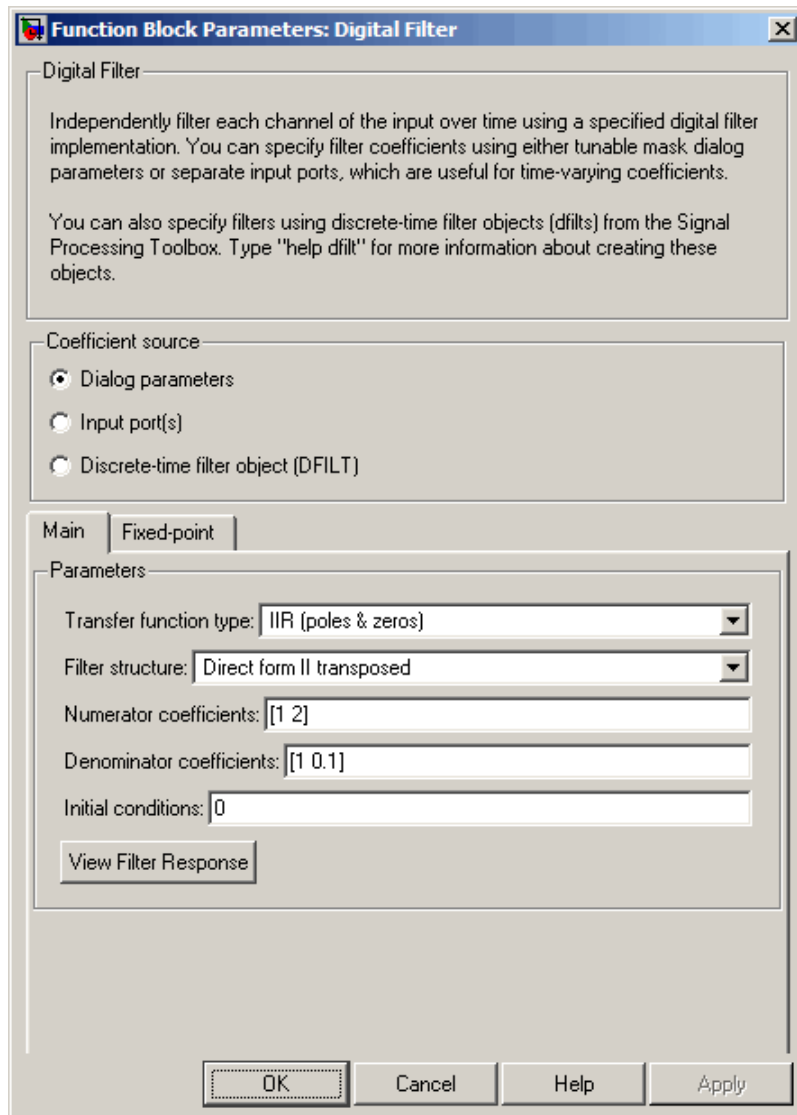 Function Block Parameters: Digital Filter
Digital Filter
Independently filter each channel of the input over time using a specified digital filter
implementation. You can specify filter coefficients using either tunable mask dialog
parameters or separate input ports, which are useful for time-varying coefficients.
You can also specify filters using discrete-time filter objects (dfilts) from the Signal
Processing Toolbox. Type "help dfilt" for more information about creating these
objects.
Coefficient source
Dialog parameters
Input port(s)
Discrete-time filter object (DFILT)
Main Fixed-point
Parameters
Transfer function type: IIR (poles & zeros)
Filter structure: Direct form II transposed
Numerator coefficients: [1 2]
Denominator coefficients: [1 0.1]
Initial conditions: 0
View Filter Response
OK Cancel Help Apply